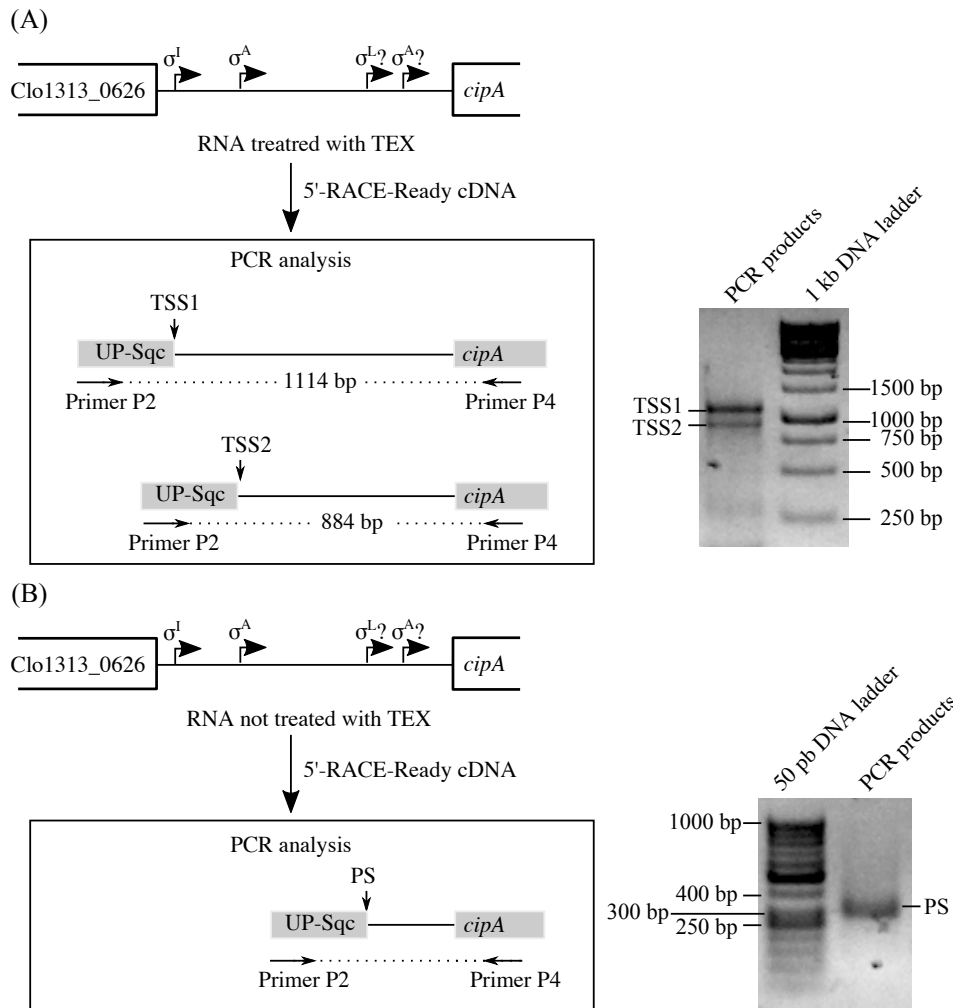 (A)
σI σA σL? σA?
Clo1313_0626 cipA
RNA treatred with TEX
5'-RACE-Ready cDNA
PCR analysis
TSS1
UP-Sqc cipA
1114 bp
Primer P2 Primer P4
TSS2
UP-Sqc cipA
884 bp
Primer P2 Primer P4
PCR products
1 kb DNA ladder
TSS1
TSS2
1500 bp
1000 bp
750 bp
500 bp
250 bp
(B)
σI σA σL? σA?
Clo1313_0626 cipA
RNA not treated with TEX
5'-RACE-Ready cDNA
PCR analysis
PS
UP-Sqc cipA
Primer P2 Primer P4
50 pb DNA ladder
PCR products
1000 bp
400 bp
300 bp
250 bp
PS